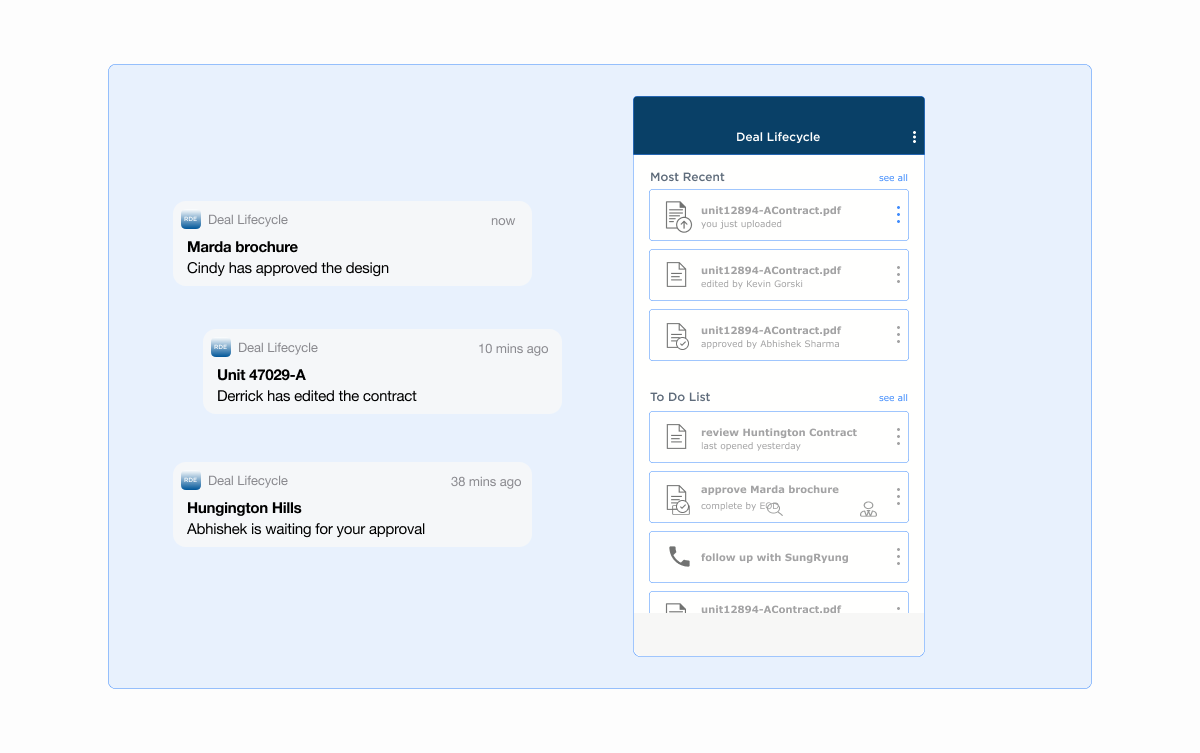 RDE Deal Lifecycle now
Marda brochure
Cindy has approved the design
RDE Deal Lifecycle 10 mins ago
Unit 47029-A
Derrick has edited the contract
RDE Deal Lifecycle 38 mins ago
Hungington Hills
Abhishek is waiting for your approval
Deal Lifecycle
Most Recent see all
unit12894-AContract.pdf
you just uploaded
unit12894-AContract.pdf
edited by Kevin Gorski
unit12894-AContract.pdf
approved by Abhishek Sharma
To Do List see all
review Huntington Contract
last opened yesterday
approve Marda brochure
complete by EOD
follow up with SungRyung
unit12894-AContract.pdf